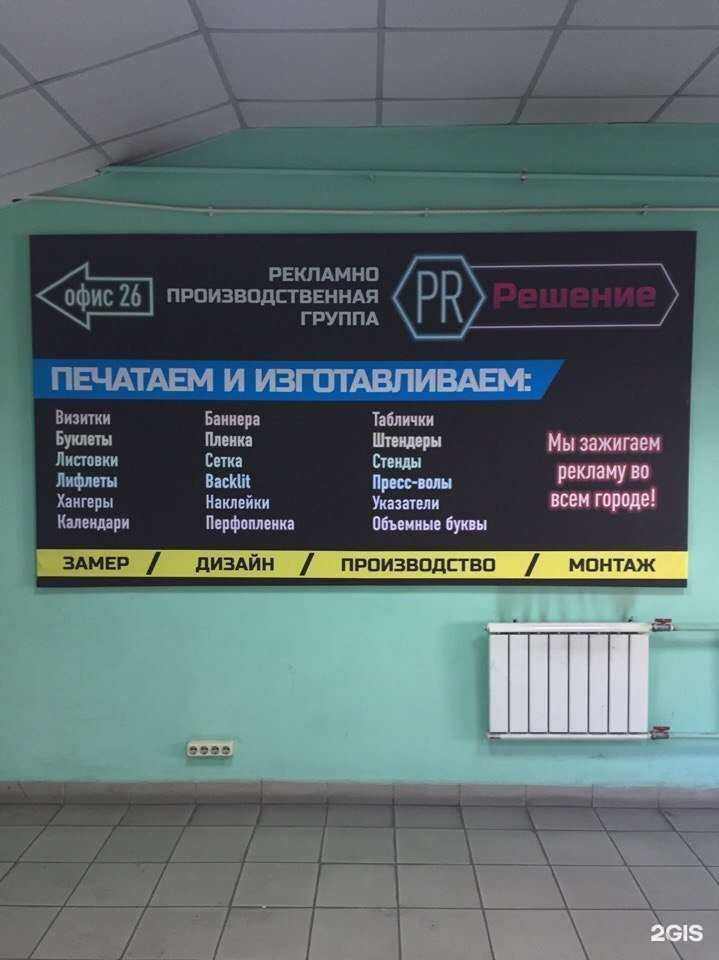 офис 26
РЕКЛАМНО
ПРОИЗВОДСТВЕННАЯ
ГРУППА
PR Решение
ПЕЧАТАЕМ И ИЗГОТАВЛИВАЕМ:
Визитки
Буклеты
Листовки
Лифлеты
Хангеры
Календари
Баннера
Пленка
Сетка
Backlit
Наклейки
Перфопленка
Таблички
Штендеры
Стенды
Пресс-волы
Указатели
Объемные буквы
Мы зажигаем
рекламу во
всем городе!
ЗАМЕР / ДИЗАЙН / ПРОИЗВОДСТВО / МОНТАЖ
2GIS